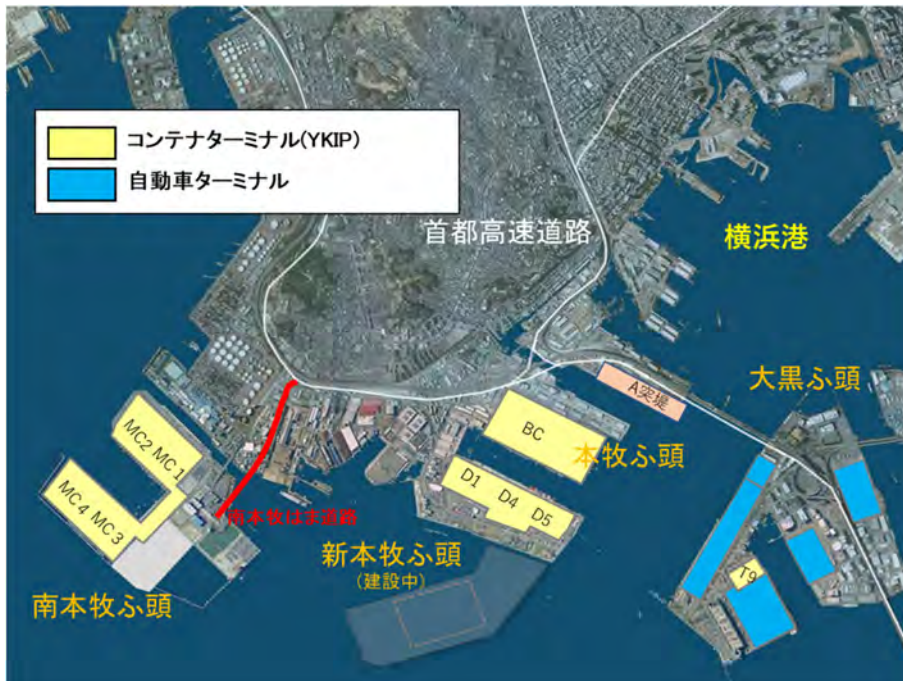 コンテナターミナル(YKIP)
自動車ターミナル
首都高速道路
横浜港
大黒ふ頭
A突堤
BC
本牧ふ頭
MC2 MC1
D1 D4 D5
MC4 MC3
南本牧はま道路
新本牧ふ頭
(建設中)
T9
南本牧ふ頭